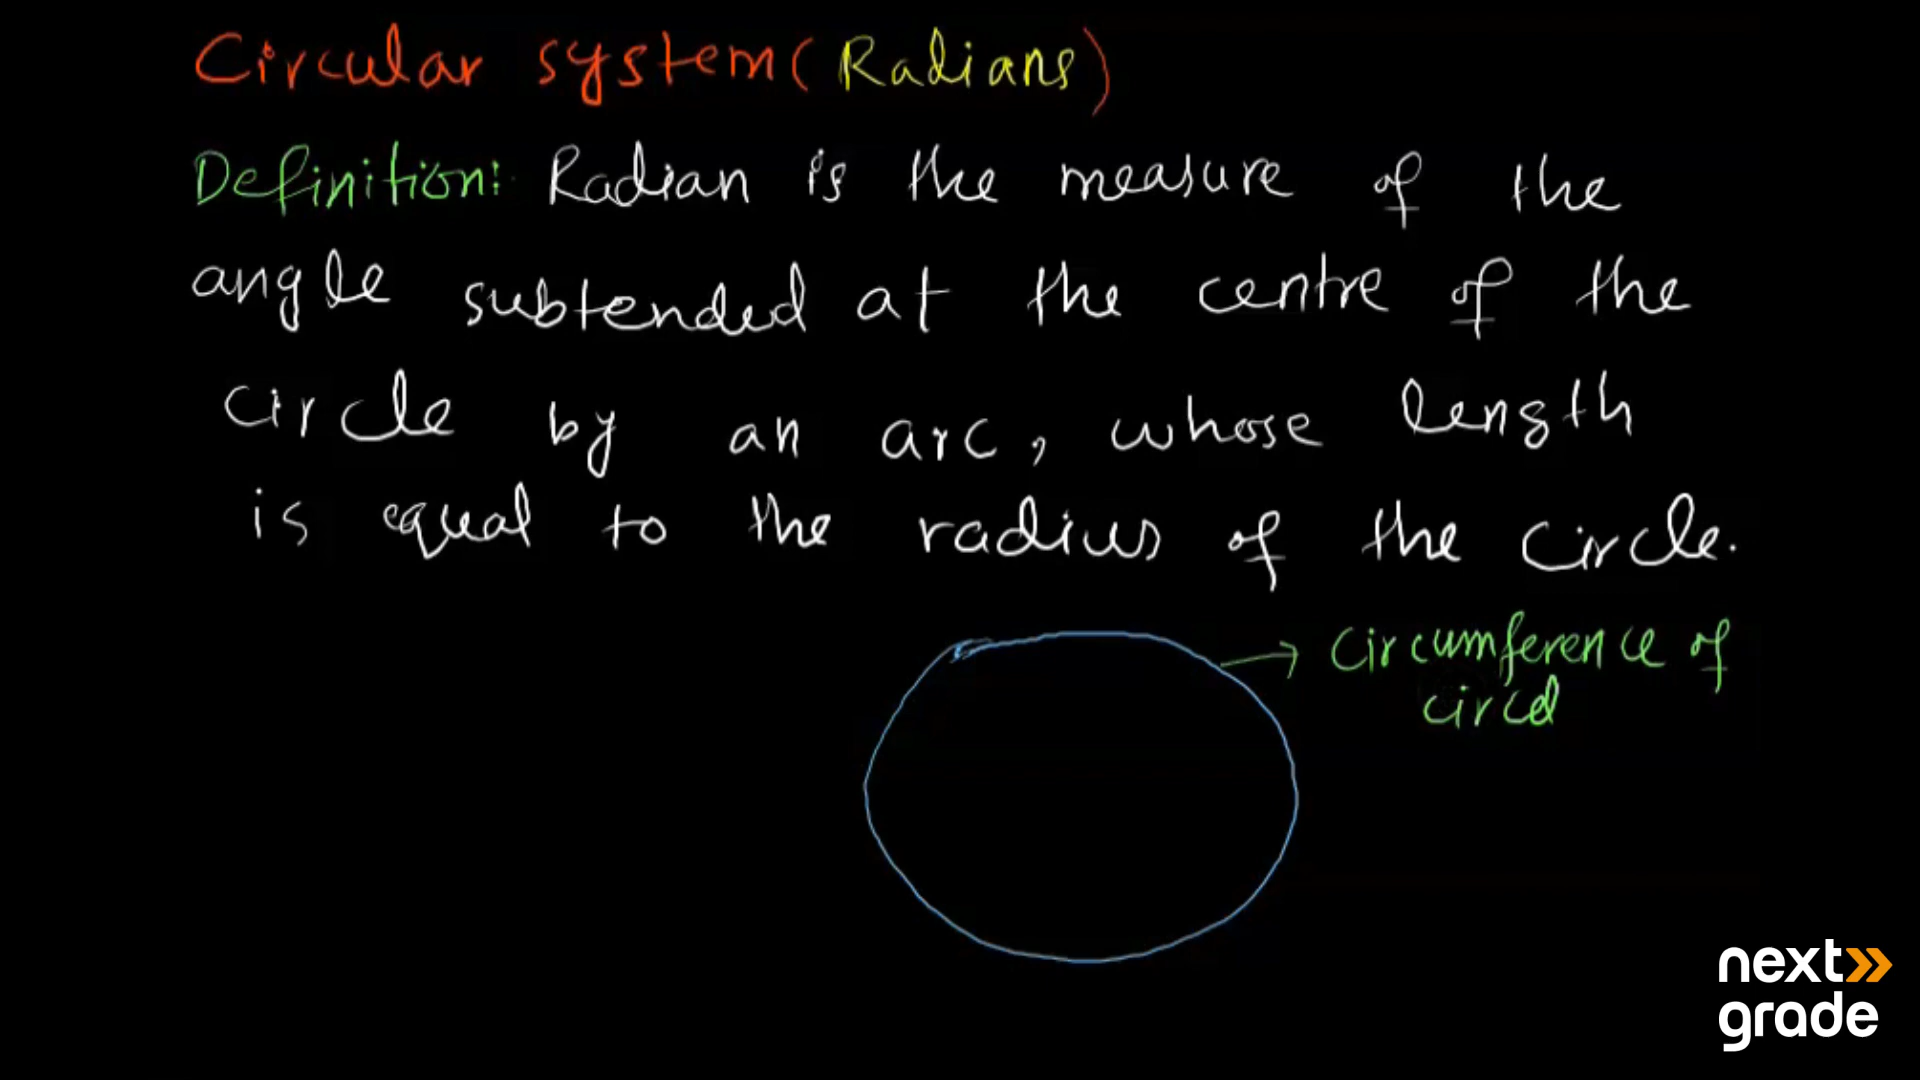 Circular system (Radians)
Definition: Radian is the measure of the
angle subtended at the centre of the
circle by an arc, whose length
is equal to the radius of the circle.
Circumference of
circl
next
grade